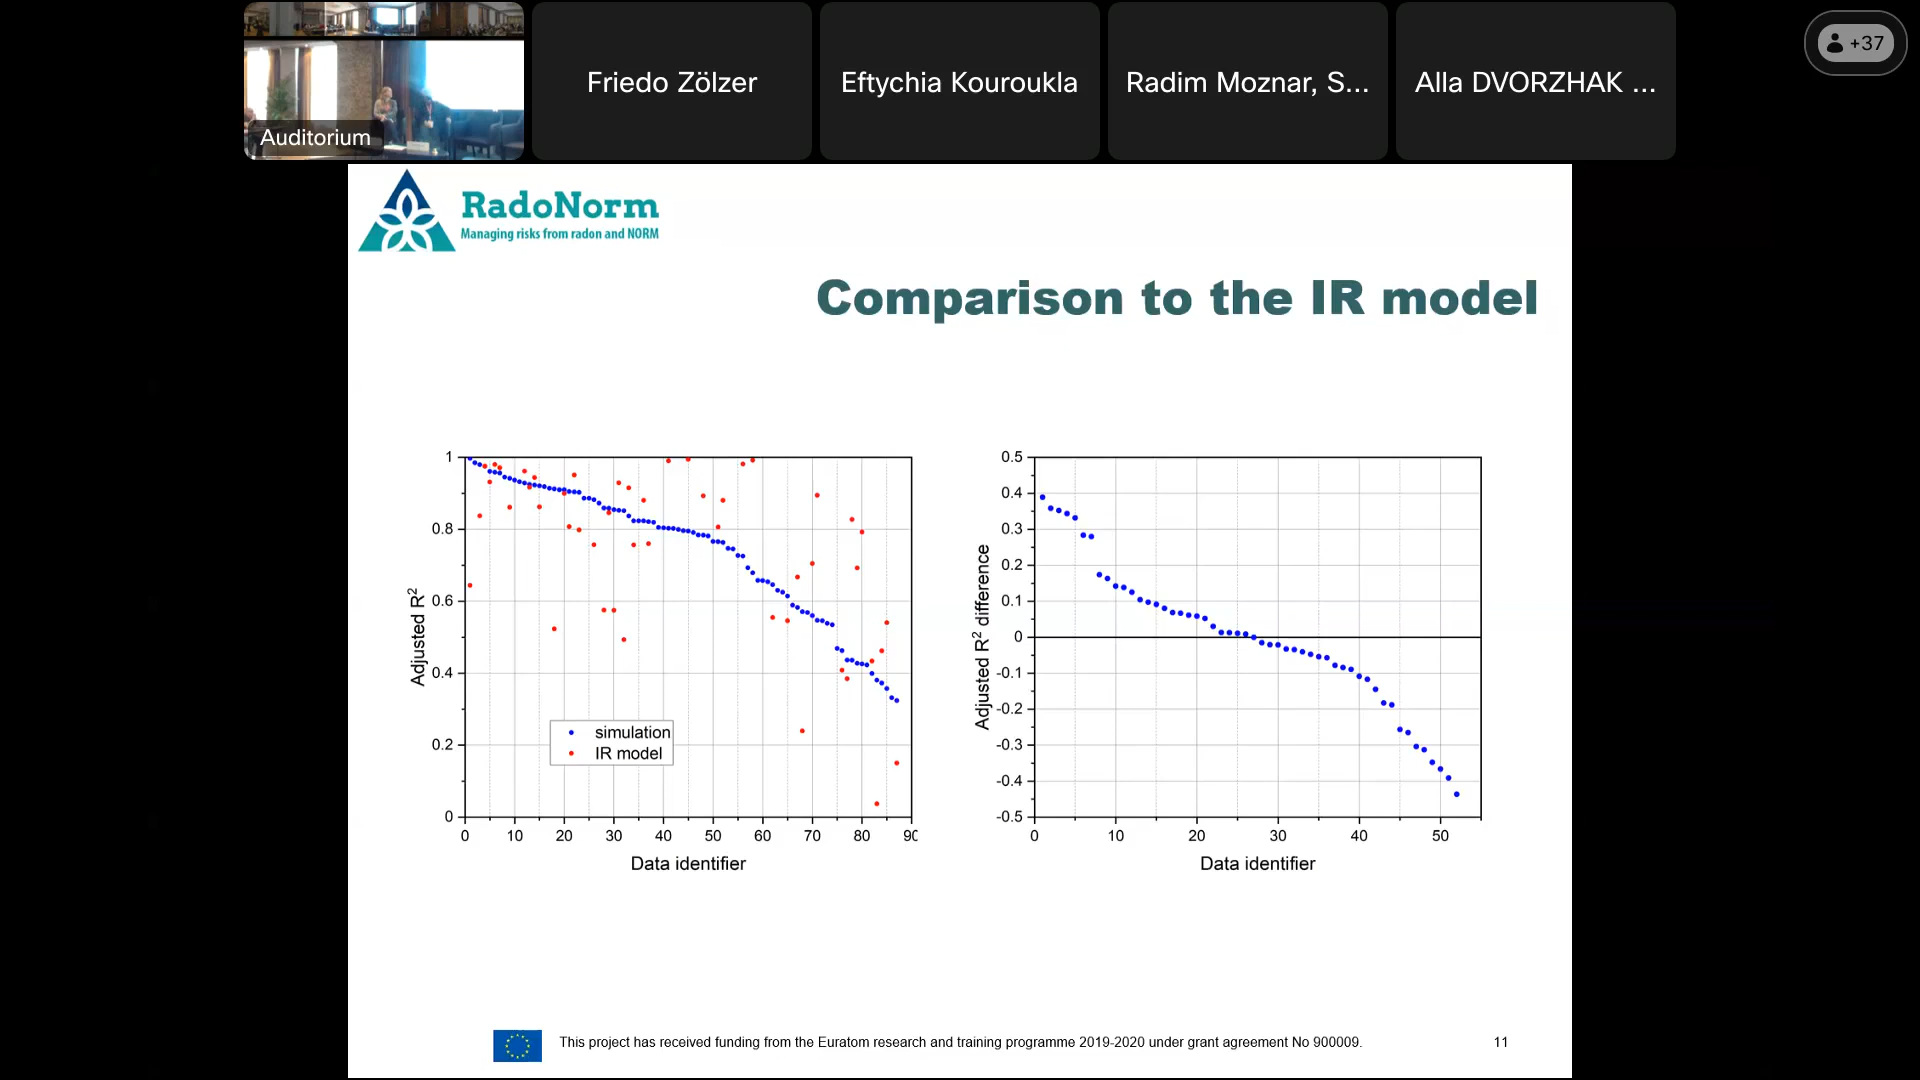 Auditorium
Friedo Zölzer
Eftychia Kouroukla
Radim Moznar, S...
Alla DVORZHAK ...
+37
RadoNorm
Managing risks from radon and NORM
Comparison to the IR model
1
0.8
0.6
0.4
0.2
0
Adjusted R²
simulation
IR model
0 10 20 30 40 50 60 70 80 90
Data identifier
0.5
0.4
0.3
0.2
0.1
0
-0.1
-0.2
-0.3
-0.4
-0.5
Adjusted R² difference
0 10 20 30 40 50
Data identifier
This project has received funding from the Euratom research and training programme 2019-2020 under grant agreement No 900009.
11